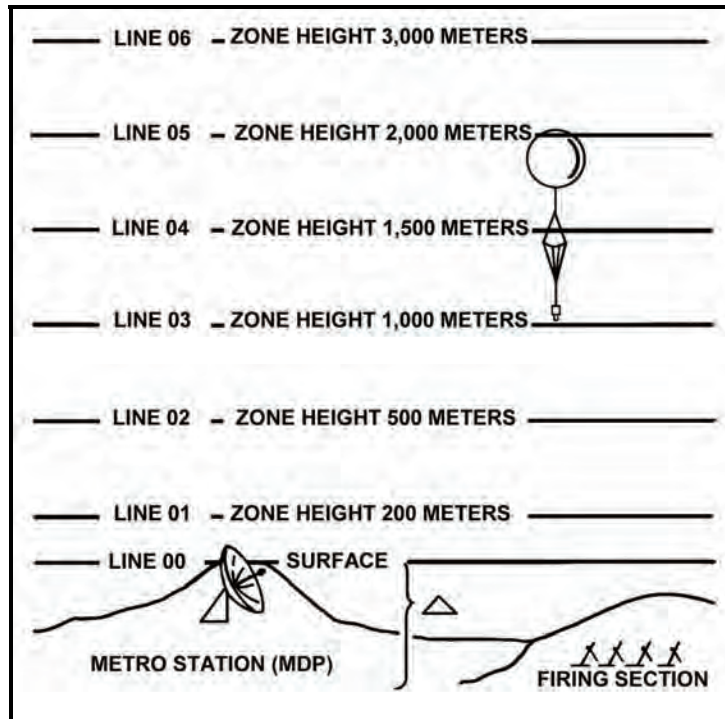 LINE 06 ZONE HEIGHT 3,000 METERS
LINE 05 ZONE HEIGHT 2,000 METERS
LINE 04 ZONE HEIGHT 1,500 METERS
LINE 03 ZONE HEIGHT 1,000 METERS
LINE 02 ZONE HEIGHT 500 METERS
LINE 01 ZONE HEIGHT 200 METERS
LINE 00 SURFACE
METRO STATION (MDP)
FIRING SECTION